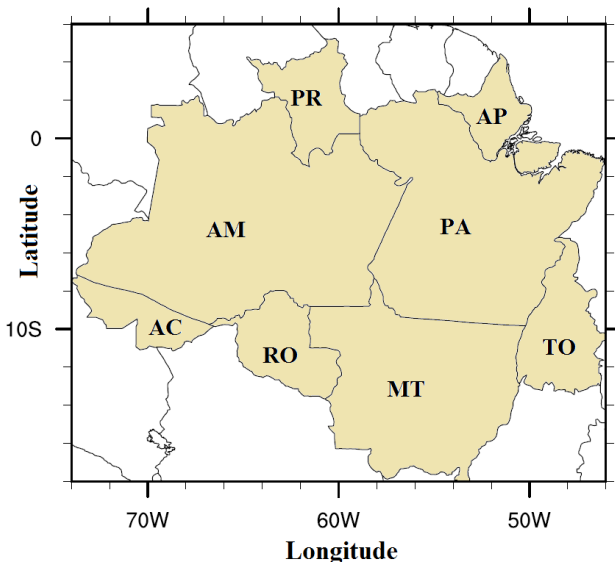 PR
AP
0
AM
PA
Latitude
10S
AC
RO
TO
MT
70W
60W
50W
Longitude